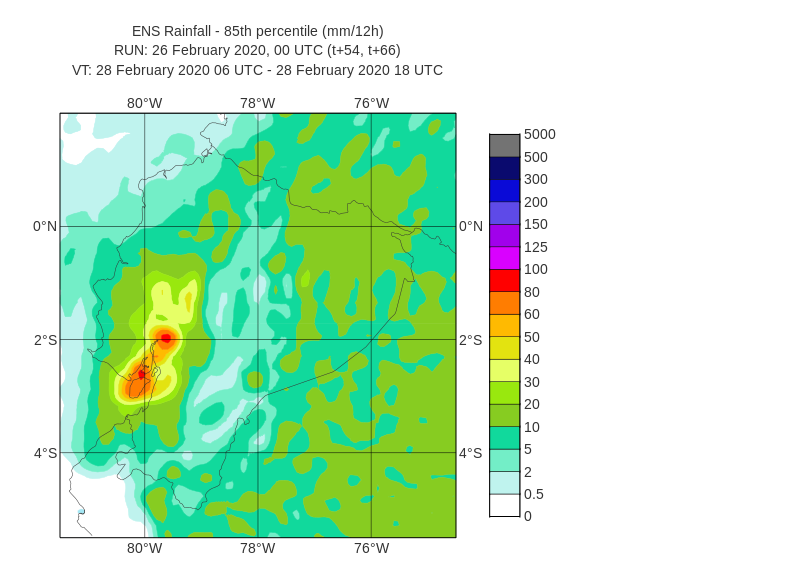 ENS Rainfall - 85th percentile (mm/12h)
RUN: 26 February 2020, 00 UTC (t+54, t+66)
VT: 28 February 2020 06 UTC - 28 February 2020 18 UTC
80°W 78°W 76°W
0°N 0°N
2°S 2°S
4°S 4°S
80°W 78°W 76°W
5000
500
300
200
150
125
100
80
60
50
40
30
20
10
5
2
0.5
0